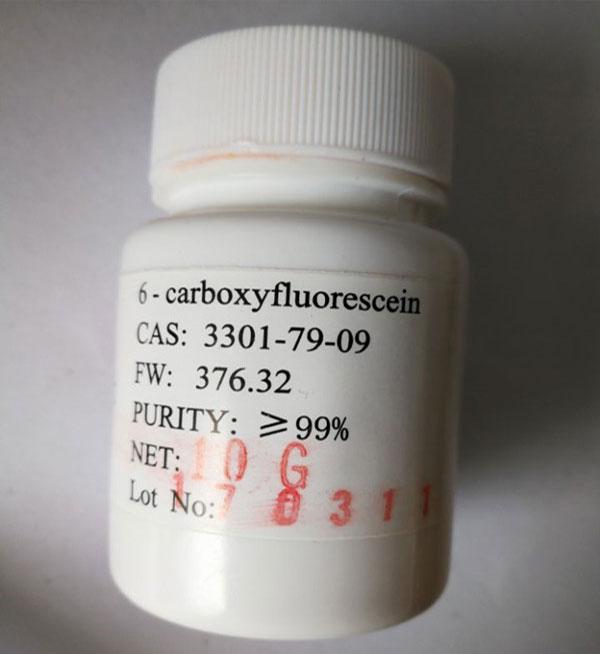 6 - carboxyfluorescein
CAS: 3301-79-09
FW: 376.32
PURITY: ≥99%
NET: 10 G
Lot No: 170311